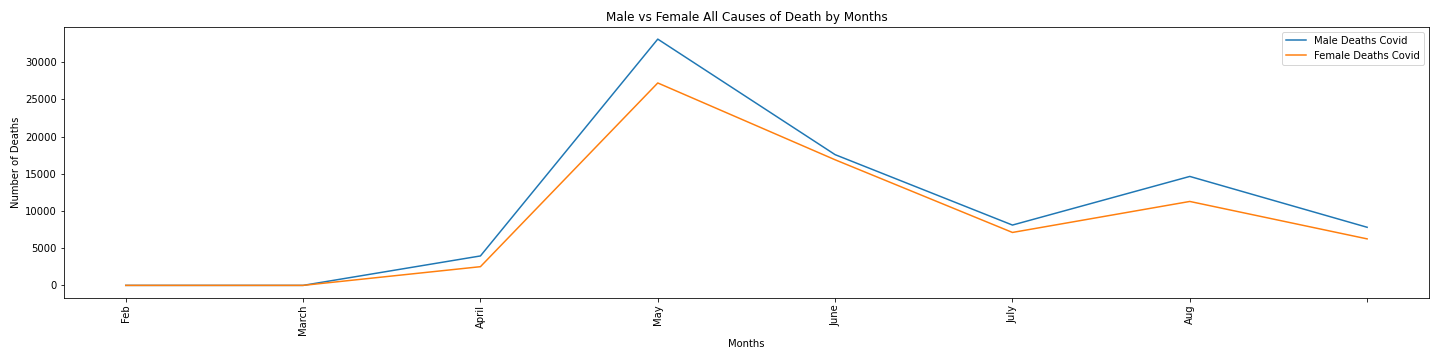 Male vs Female All Causes of Death by Months
Male Deaths Covid
Female Deaths Covid
Number of Deaths
30000
25000
20000
15000
10000
5000
0
Feb
March
April
May
June
July
Aug
Months